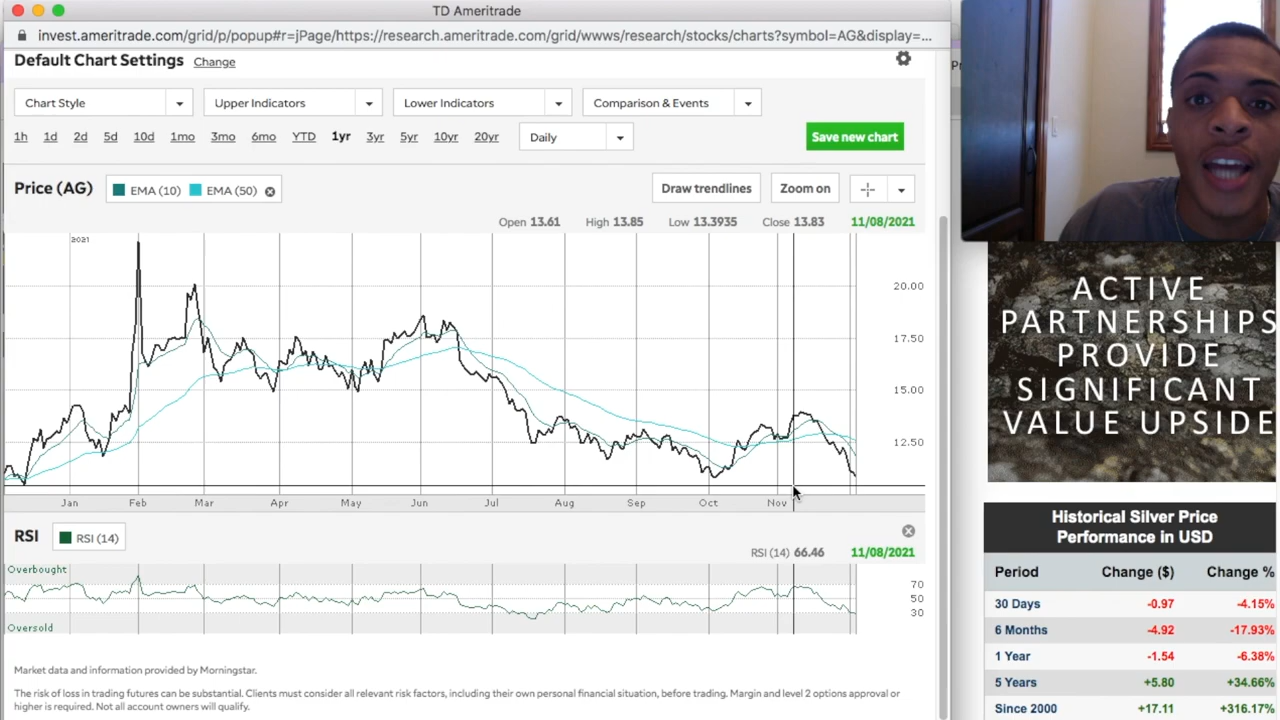 TD Ameritrade
invest.ameritrade.com/grid/p/popup#r=jPage/https://research.ameritrade.com/grid/wwws/research/stocks/charts?symbol=AG&display=...
Default Chart Settings Change
Chart Style Upper Indicators Lower Indicators Comparison & Events
1h 1d 2d 5d 10d 1mo 3mo 6mo YTD 1yr 3yr 5yr 10yr 20yr Daily Save new chart
Price (AG) EMA (10) EMA (50) Draw trendlines Zoom on
Open 13.61 High 13.85 Low 13.3935 Close 13.83 11/08/2021
2021
20.00
17.50
15.00
12.50
Jan Feb Mar Apr May Jun Jul Aug Sep Oct Nov
RSI RSI (14)
RSI (14) 66.46 11/08/2021
Overbought
70
50
30
Oversold
Market data and information provided by Morningstar.
The risk of loss in trading futures can be substantial. Clients must consider all relevant risk factors, including their own personal financial situation, before trading. Margin and level 2 options approval or
higher is required. Not all account owners will qualify.
ACTIVE
PARTNERSHIPS
PROVIDE
SIGNIFICANT
VALUE UPSIDE
Historical Silver Price
Performance in USD
Period Change ($) Change %
30 Days -0.97 -4.15%
6 Months -4.92 -17.93%
1 Year -1.54 -6.38%
5 Years +5.80 +34.66%
Since 2000 +17.11 +316.17%